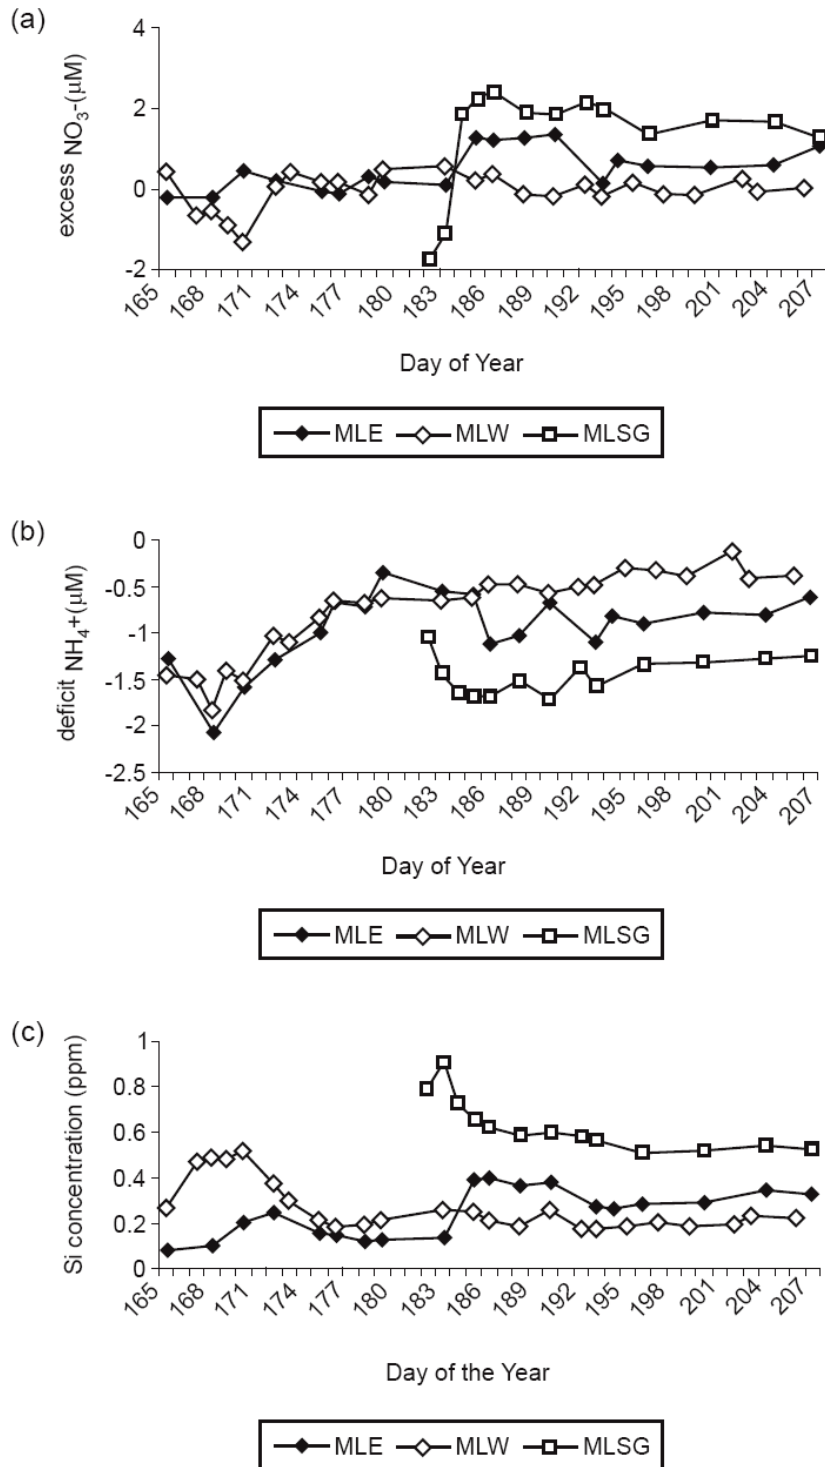 (a)
excess NO3-(μM)
4
2
0
-2
165 168 171 174 177 180 183 186 189 192 195 198 201 204 207
Day of Year
MLE MLW MLSG
(b)
deficit NH4+(μM)
0
-0.5
-1
-1.5
-2
-2.5
165 168 171 174 177 180 183 186 189 192 195 198 201 204 207
Day of Year
MLE MLW MLSG
(c)
Si concentration (ppm)
1
0.8
0.6
0.4
0.2
0
165 168 171 174 177 180 183 186 189 192 195 198 201 204 207
Day of the Year
MLE MLW MLSG